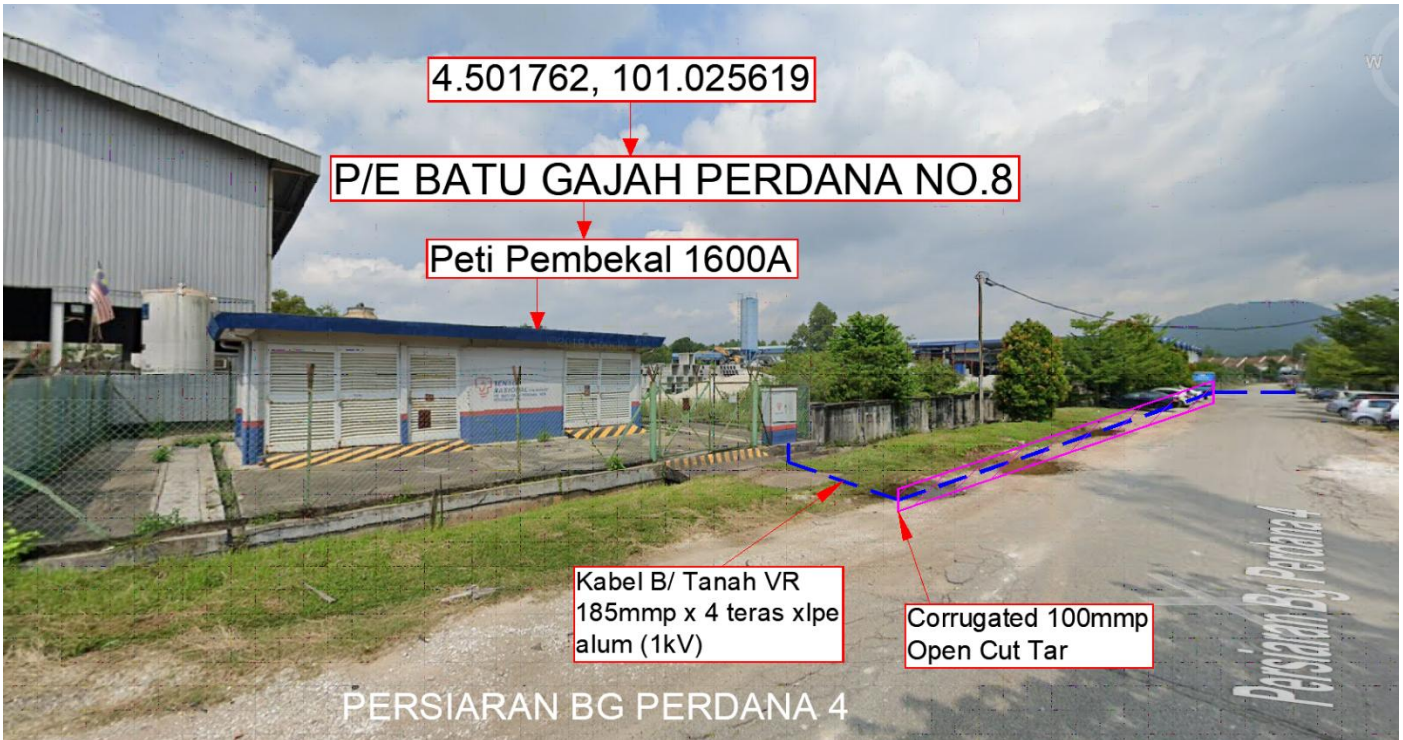 4.501762, 101.025619
W
P/E BATU GAJAH PERDANA NO.8
Peti Pembekal 1600A
NASIONAL
Kabel B/ Tanah VR
185mmp x 4 teras xlpe
alum (1kV)
Corrugated 100mmp
Open Cut Tar
Persiaran Bg Perdana 4
PERSIARAN BG PERDANA 4